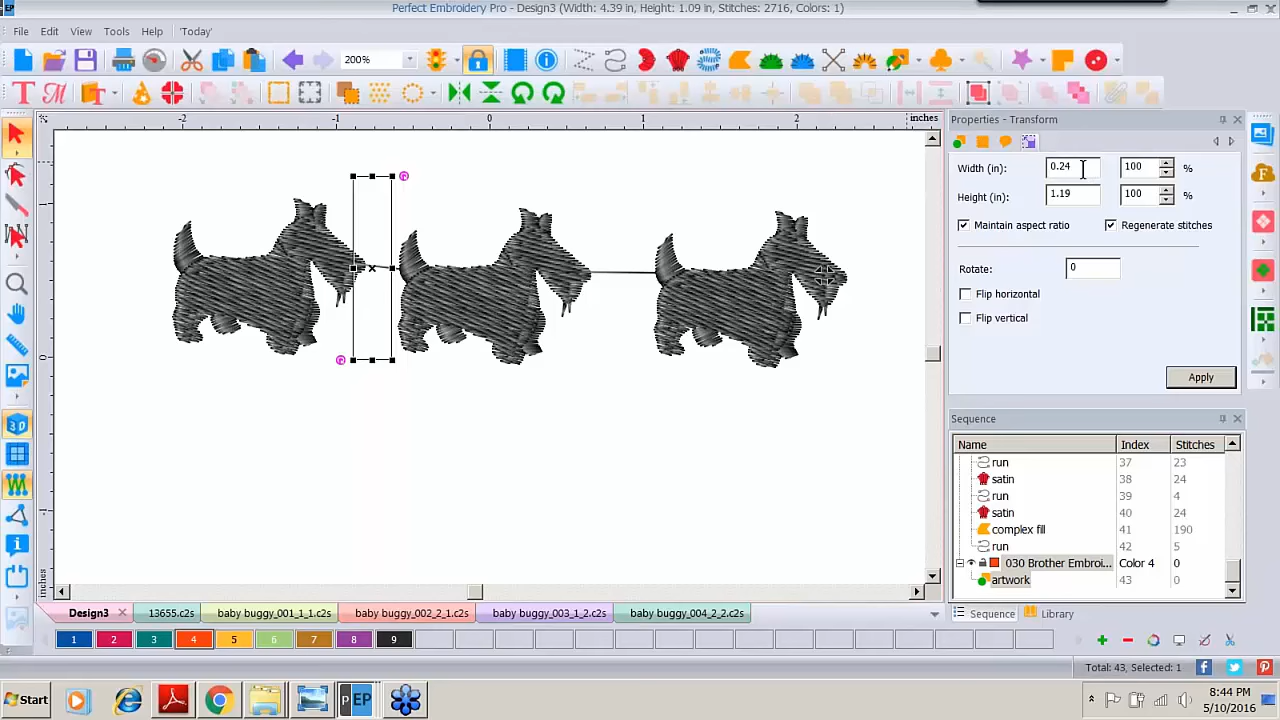 EP Perfect Embroidery Pro - Design3 (Width: 4.39 in, Height: 1.09 in, Stitches: 2716, Colors: 1)
File Edit View Tools Help 'Today'
200%
-2 -1 0 1 2 inches
inches
Properties - Transform
Width (in): 0.24 100 %
Height (in): 1.19 100 %
Maintain aspect ratio Regenerate stitches
Rotate: 0
Flip horizontal
Flip vertical
Apply
Sequence
Name Index Stitches
run 37 23
satin 38 24
run 39 4
satin 40 24
complex fill 41 190
run 42 5
030 Brother Embroi... Color 4 0
artwork 43 0
Sequence Library
Design3 13655.c2s baby buggy_001_1_1.c2s baby buggy_002_2_1.c2s baby buggy_003_1_2.c2s baby buggy_004_2_2.c2s
1 2 3 4 5 6 7 8 9
Total: 43, Selected: 1
Start
pEP
8:44 PM
5/10/2016